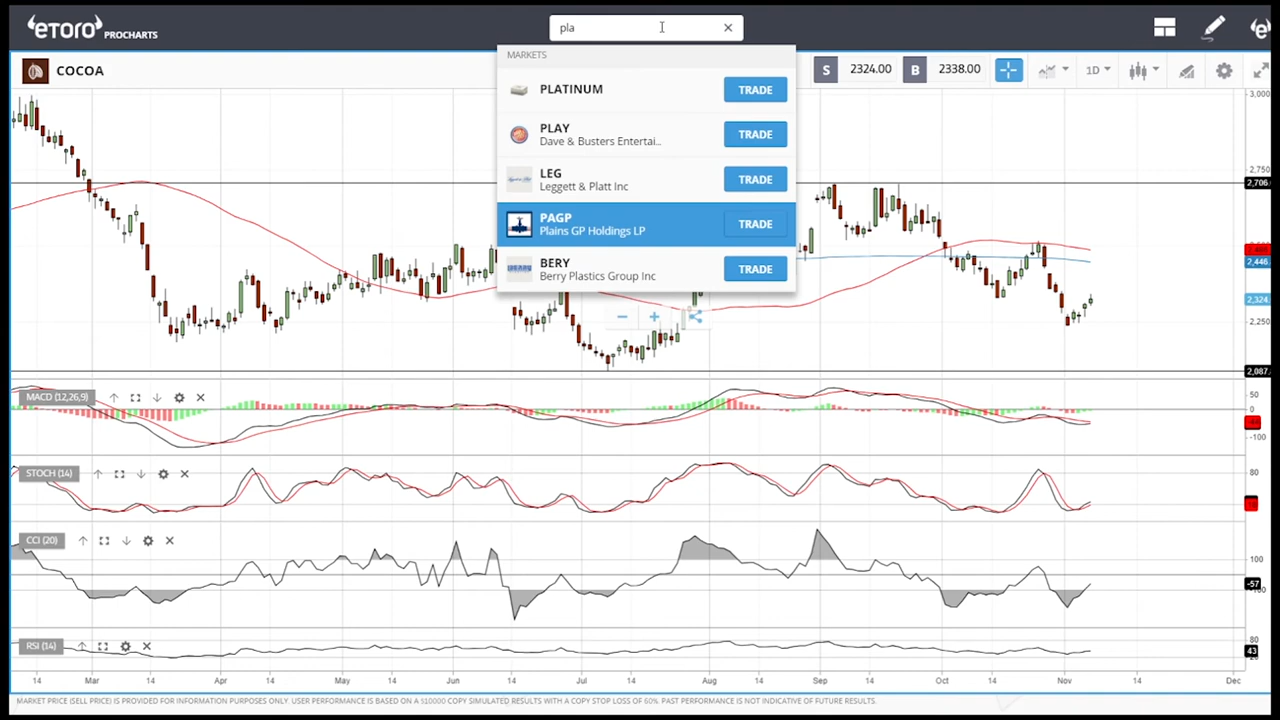 eToro PROCHARTS
pla
MARKETS
PLATINUM
TRADE
PLAY
Dave & Busters Entertai..
TRADE
LEG
Leggett & Platt Inc
TRADE
PAGP
Plains GP Holdings LP
TRADE
BERY
Berry Plastics Group Inc
TRADE
COCOA
S 2324.00 B 2338.00
1D
3,000
2,750
2,706
2,446
2,324
2,250
2,087
MACD (12,26,9)
50
0
-100
STOCH (14)
80
CCI (20)
100
-57
RSI (14)
80
43
14 Mar 14 Apr 14 May 14 Jun 14 Jul 14 Aug 14 Sep 14 Oct 14 Nov 14 Dec
MARKET PRICE (SELL PRICE) IS PROVIDED FOR INFORMATION PURPOSES ONLY. USER PERFORMANCE IS BASED ON A $10000 COPY SIMULATED RESULTS WITH A COPY STOP LOSS OF 60%. PAST PERFORMANCE IS NOT INDICATIVE OF FUTURE RESULTS.